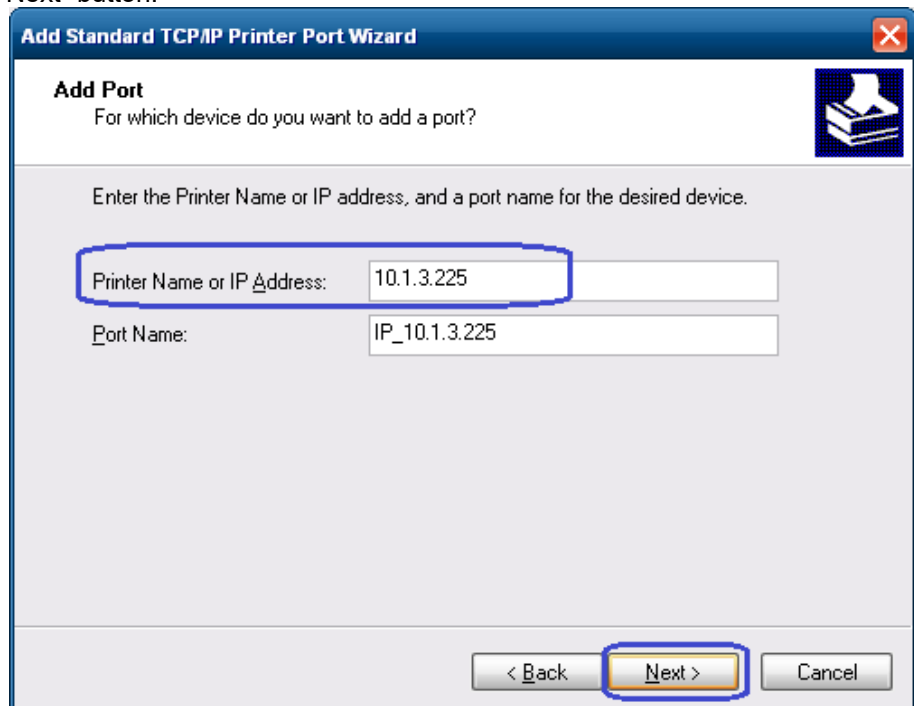 Next" button.
Add Standard TCP/IP Printer Port Wizard
Add Port
For which device do you want to add a port?
Enter the Printer Name or IP address, and a port name for the desired device.
Printer Name or IP Address: 10.1.3.225
Port Name: IP_10.1.3.225
< Back Next > Cancel